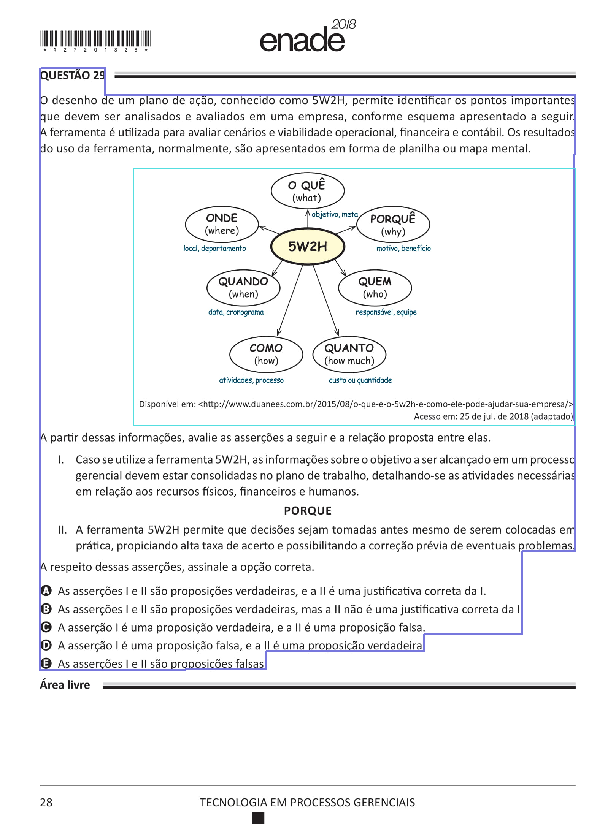 *R27201828*
enade
2018
QUESTÃO 29
O desenho de um plano de ação, conhecido como 5W2H, permite identificar os pontos importantes
que devem ser analisados e avaliados em uma empresa, conforme esquema apresentado a seguir.
A ferramenta é utilizada para avaliar cenários e viabilidade operacional, financeira e contábil. Os resultados
do uso da ferramenta, normalmente, são apresentados em forma de planilha ou mapa mental.
O QUÊ
(what)
objetivo, meta
ONDE
(where)
local, departamento
PORQUÊ
(why)
motivo, benefício
5W2H
QUANDO
(when)
data, cronograma
QUEM
(who)
responsável, equipe
COMO
(how)
atividades, processo
QUANTO
(how much)
custo ou quantidade
Disponível em: <http://www.duanees.com.br/2015/08/o-que-e-o-5w2h-e-como-ele-pode-ajudar-sua-empresa/>
Acesso em: 25 de jul. de 2018 (adaptado)
A partir dessas informações, avalie as asserções a seguir e a relação proposta entre elas.
I. Caso se utilize a ferramenta 5W2H, as informações sobre o objetivo a ser alcançado em um processo
gerencial devem estar consolidadas no plano de trabalho, detalhando-se as atividades necessárias
em relação aos recursos físicos, financeiros e humanos.
PORQUE
II. A ferramenta 5W2H permite que decisões sejam tomadas antes mesmo de serem colocadas em
prática, propiciando alta taxa de acerto e possibilitando a correção prévia de eventuais problemas.
A respeito dessas asserções, assinale a opção correta.
A As asserções I e II são proposições verdadeiras, e a II é uma justificativa correta da I.
B As asserções I e II são proposições verdadeiras, mas a II não é uma justificativa correta da I
C A asserção I é uma proposição verdadeira, e a II é uma proposição falsa.
D A asserção I é uma proposição falsa, e a II é uma proposição verdadeira
E As asserções I e II são proposições falsas
Área livre
28
TECNOLOGIA EM PROCESSOS GERENCIAIS